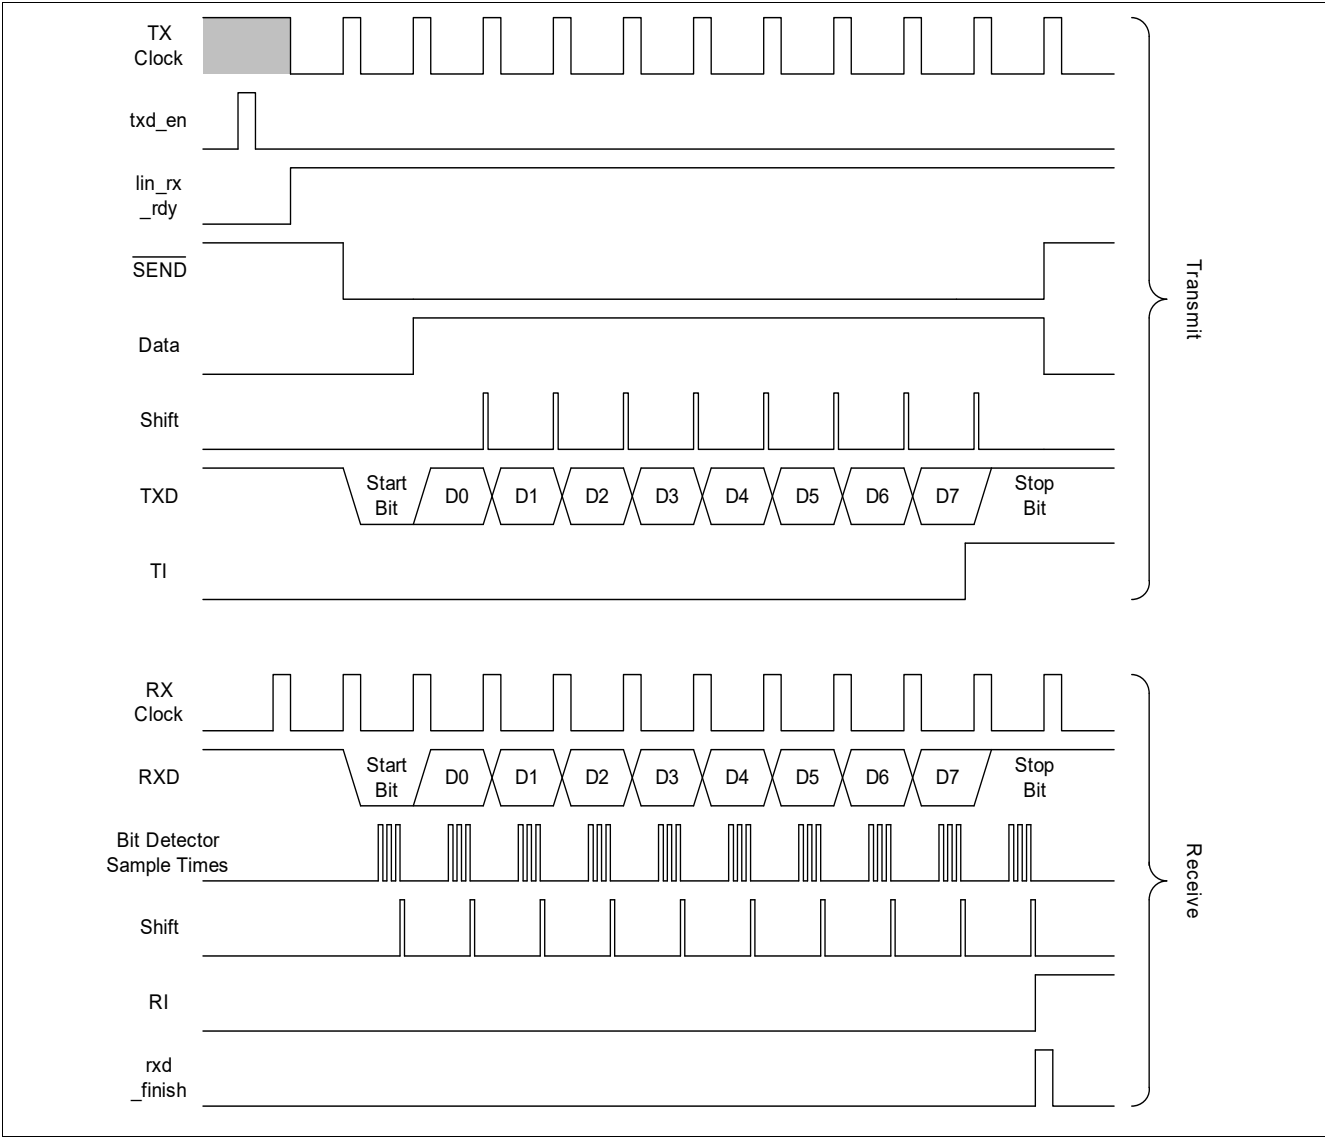 TX
Clock
txd_en
lin_rx
_rdy
SEND
Data
Shift
TXD
Start
Bit
D0
D1
D2
D3
D4
D5
D6
D7
Stop
Bit
TI
Transmit
RX
Clock
RXD
Start
Bit
D0
D1
D2
D3
D4
D5
D6
D7
Stop
Bit
Bit Detector
Sample Times
Shift
RI
rxd
_finish
Receive